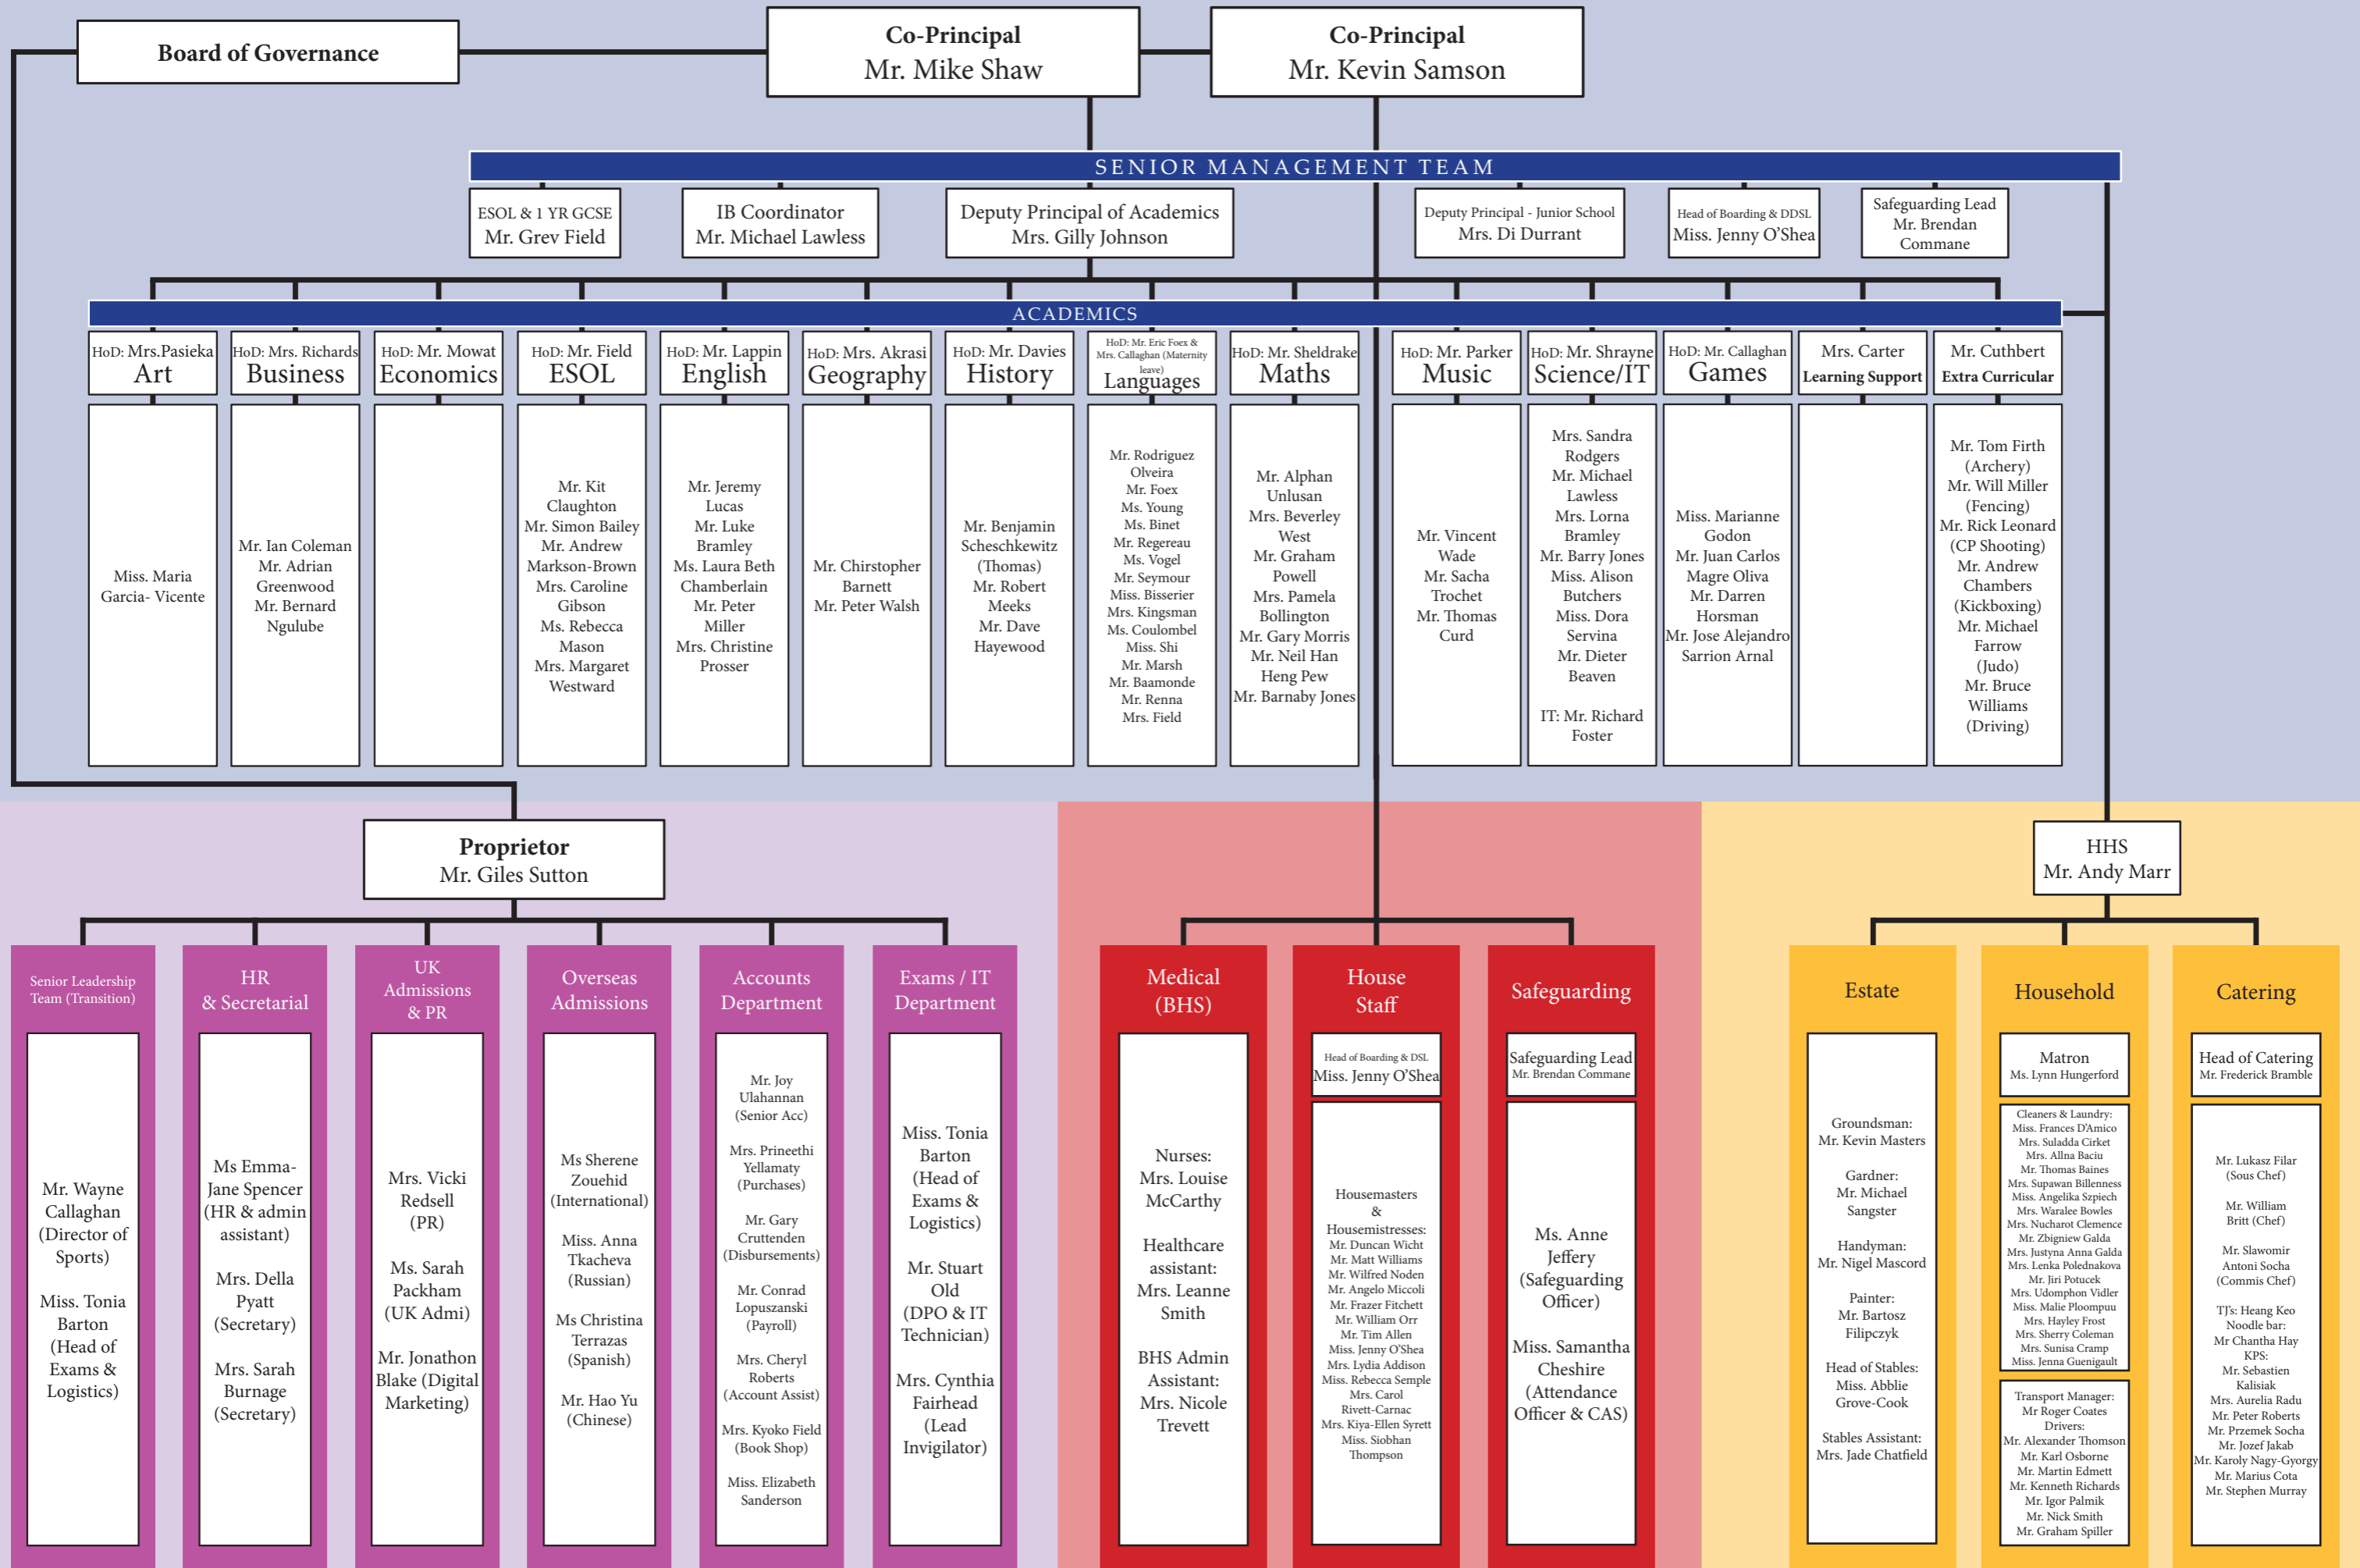 Board of Governance
Co-Principal
Mr. Mike Shaw
Co-Principal
Mr. Kevin Samson
SENIOR MANAGEMENT TEAM
ESOL & 1 YR GCSE
Mr. Grev Field
IB Coordinator
Mr. Michael Lawless
Deputy Principal of Academics
Mrs. Gilly Johnson
Deputy Principal - Junior School
Mrs. Di Durrant
Head of Boarding & DDSL
Miss. Jenny O'Shea
Safeguarding Lead
Mr. Brendan
Commane
ACADEMICS
HoD: Mrs.Pasieka
Art
Miss. Maria
Garcia- Vicente
HoD: Mrs. Richards
Business
Mr. Ian Coleman
Mr. Adrian
Greenwood
Mr. Bernard
Ngulube
HoD: Mr. Mowat
Economics
HoD: Mr. Field
ESOL
Mr. Kit
Claughton
Mr. Simon Bailey
Mr. Andrew
Markson-Brown
Mrs. Caroline
Gibson
Ms. Rebecca
Mason
Mrs. Margaret
Westward
HoD: Mr. Lappin
English
Mr. Jeremy
Lucas
Mr. Luke
Bramley
Ms. Laura Beth
Chamberlain
Mr. Peter
Miller
Mrs. Christine
Prosser
HoD: Mrs. Akrasi
Geography
Mr. Chirstopher
Barnett
Mr. Peter Walsh
HoD: Mr. Davies
History
Mr. Benjamin
Scheschkewitz
(Thomas)
Mr. Robert
Meeks
Mr. Dave
Hayewood
HoD: Mr. Eric Foex &
Mrs. Callaghan (Maternity
leave)
Languages
Mr. Rodriguez
Olveira
Mr. Foex
Ms. Young
Ms. Binet
Mr. Regereau
Ms. Vogel
Mr. Seymour
Miss. Bisserier
Mrs. Kingsman
Ms. Coulombel
Miss. Shi
Mr. Marsh
Mr. Baamonde
Mr. Renna
Mrs. Field
HoD: Mr. Sheldrake
Maths
Mr. Alphan
Unlusan
Mrs. Beverley
West
Mr. Graham
Powell
Mrs. Pamela
Bollington
Mr. Gary Morris
Mr. Neil Han
Heng Pew
Mr. Barnaby Jones
HoD: Mr. Parker
Music
Mr. Vincent
Wade
Mr. Sacha
Trochet
Mr. Thomas
Curd
HoD: Mr. Shrayne
Science/IT
Mrs. Sandra
Rodgers
Mr. Michael
Lawless
Mrs. Lorna
Bramley
Mr. Barry Jones
Miss. Alison
Butchers
Miss. Dora
Servina
Mr. Dieter
Beaven
IT: Mr. Richard
Foster
HoD: Mr. Callaghan
Games
Miss. Marianne
Godon
Mr. Juan Carlos
Magre Oliva
Mr. Darren
Horsman
Mr. Jose Alejandro
Sarrion Arnal
Mrs. Carter
Learning Support
Mr. Cuthbert
Extra Curricular
Mr. Tom Firth
(Archery)
Mr. Will Miller
(Fencing)
Mr. Rick Leonard
(CP Shooting)
Mr. Andrew
Chambers
(Kickboxing)
Mr. Michael
Farrow
(Judo)
Mr. Bruce
Williams
(Driving)
Proprietor
Mr. Giles Sutton
Senior Leadership
Team (Transition)
Mr. Wayne
Callaghan
(Director of
Sports)
Miss. Tonia
Barton
(Head of
Exams &
Logistics)
HR
& Secretarial
Ms Emma-
Jane Spencer
(HR & admin
assistant)
Mrs. Della
Pyatt
(Secretary)
Mrs. Sarah
Burnage
(Secretary)
UK
Admissions
& PR
Mrs. Vicki
Redsell
(PR)
Ms. Sarah
Packham
(UK Admi)
Mr. Jonathon
Blake (Digital
Marketing)
Overseas
Admissions
Ms Sherene
Zouehid
(International)
Miss. Anna
Tkacheva
(Russian)
Ms Christina
Terrazas
(Spanish)
Mr. Hao Yu
(Chinese)
Accounts
Department
Mr. Joy
Ulahannan
(Senior Acc)
Mrs. Prineethi
Yellamaty
(Purchases)
Mr. Gary
Cruttenden
(Disbursements)
Mr. Conrad
Lopuszanski
(Payroll)
Mrs. Cheryl
Roberts
(Account Assist)
Mrs. Kyoko Field
(Book Shop)
Miss. Elizabeth
Sanderson
Exams / IT
Department
Miss. Tonia
Barton
(Head of
Exams &
Logistics)
Mr. Stuart
Old
(DPO & IT
Technician)
Mrs. Cynthia
Fairhead
(Lead
Invigilator)
Medical
(BHS)
Nurses:
Mrs. Louise
McCarthy
Healthcare
assistant:
Mrs. Leanne
Smith
BHS Admin
Assistant:
Mrs. Nicole
Trevett
House
Staff
Head of Boarding & DSL
Miss. Jenny O'Shea
Housemasters
&
Housemistresses:
Mr. Duncan Wicht
Mr. Matt Williams
Mr. Wilfred Noden
Mr. Angelo Miccoli
Mr. Frazer Fitchett
Mr. William Orr
Mr. Tim Allen
Miss. Jenny O'Shea
Mrs. Lydia Addison
Miss. Rebecca Semple
Mrs. Carol
Rivett-Carnac
Mrs. Kiya-Ellen Syrett
Miss. Siobhan
Thompson
Safeguarding
Safeguarding Lead
Mr. Brendan Commane
Ms. Anne
Jeffery
(Safeguarding
Officer)
Miss. Samantha
Cheshire
(Attendance
Officer & CAS)
HHS
Mr. Andy Marr
Estate
Groundsman:
Mr. Kevin Masters
Gardner:
Mr. Michael
Sangster
Handyman:
Mr. Nigel Mascord
Painter:
Mr. Bartosz
Filipczyk
Head of Stables:
Miss. Abblie
Grove-Cook
Stables Assistant:
Mrs. Jade Chatfield
Household
Matron
Ms. Lynn Hungerford
Cleaners & Laundry:
Miss. Frances D'Amico
Mrs. Suladda Cirket
Mrs. Allna Baciu
Mr. Thomas Baines
Mrs. Supawan Billenness
Miss. Angelika Szpiech
Mrs. Waralee Bowles
Mrs. Nucharot Clemence
Mr. Zbigniew Galda
Mrs. Justyna Anna Galda
Mrs. Lenka Polednakova
Mr. Jiri Potucek
Mrs. Udomphon Vidler
Miss. Malie Ploompuu
Mrs. Hayley Frost
Mrs. Sherry Coleman
Mrs. Sunisa Cramp
Miss. Jenna Guenigault
Transport Manager:
Mr Roger Coates
Drivers:
Mr. Alexander Thomson
Mr. Karl Osborne
Mr. Martin Edmett
Mr. Kenneth Richards
Mr. Igor Palmik
Mr. Nick Smith
Mr. Graham Spiller
Catering
Head of Catering
Mr. Frederick Bramble
Mr. Lukasz Filar
(Sous Chef)
Mr. William
Britt (Chef)
Mr. Slawomir
Antoni Socha
(Commis Chef)
TJ's: Heang Keo
Noodle bar:
Mr Chantha Hay
KPS:
Mr. Sebastien
Kalisiak
Mrs. Aurelia Radu
Mr. Peter Roberts
Mr. Przemek Socha
Mr. Jozef Jakab
Mr. Karoly Nagy-Gyorgy
Mr. Marius Cota
Mr. Stephen Murray